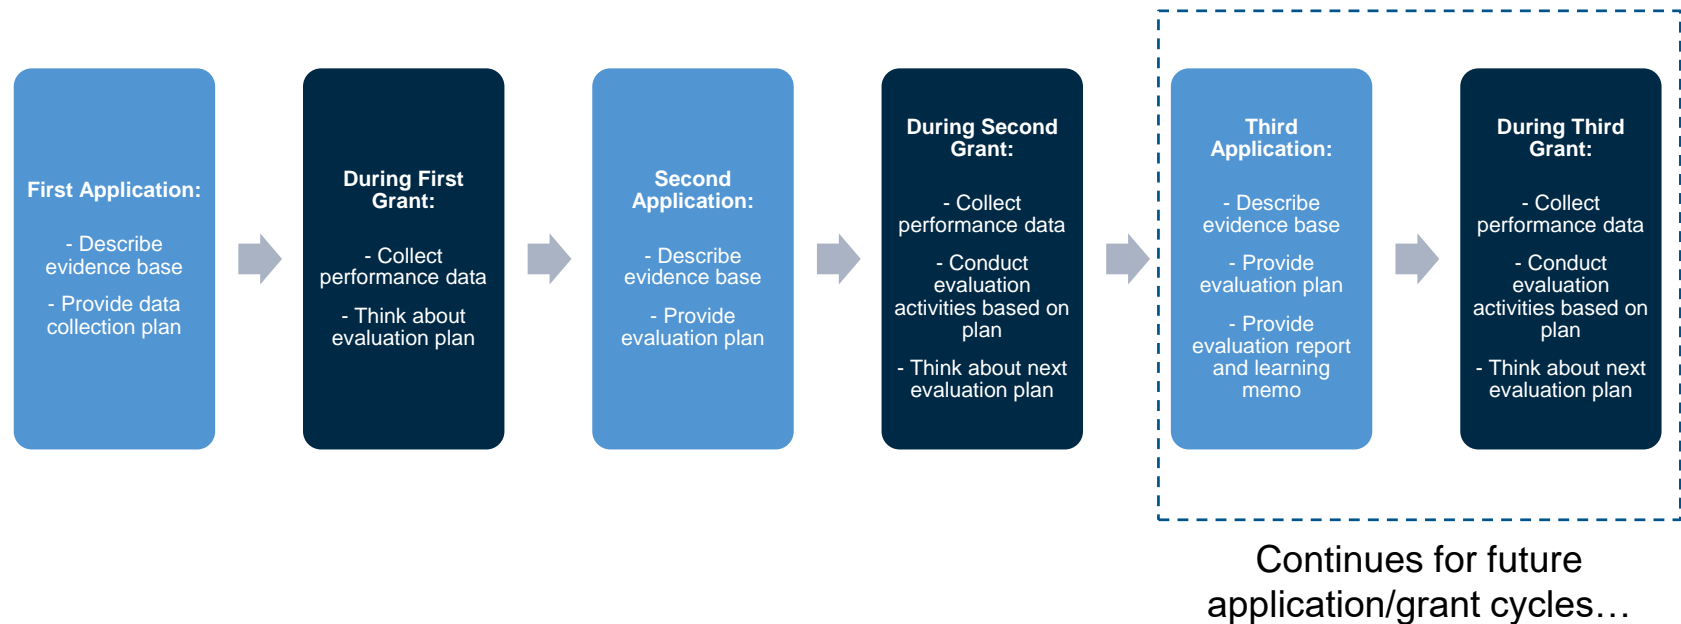 First Application:
- Describe
evidence base
- Provide data
collection plan
During First
Grant:
- Collect
performance data
- Think about
evaluation plan
Second
Application:
- Describe
evidence base
- Provide
evaluation plan
During Second
Grant:
- Collect
performance data
- Conduct
evaluation
activities based on
plan
- Think about next
evaluation plan
Third
Application:
- Describe
evidence base
- Provide
evaluation plan
- Provide
evaluation report
and learning
memo
During Third
Grant:
- Collect
performance data
- Conduct
evaluation
activities based on
plan
- Think about next
evaluation plan
Continues for future
application/grant cycles…